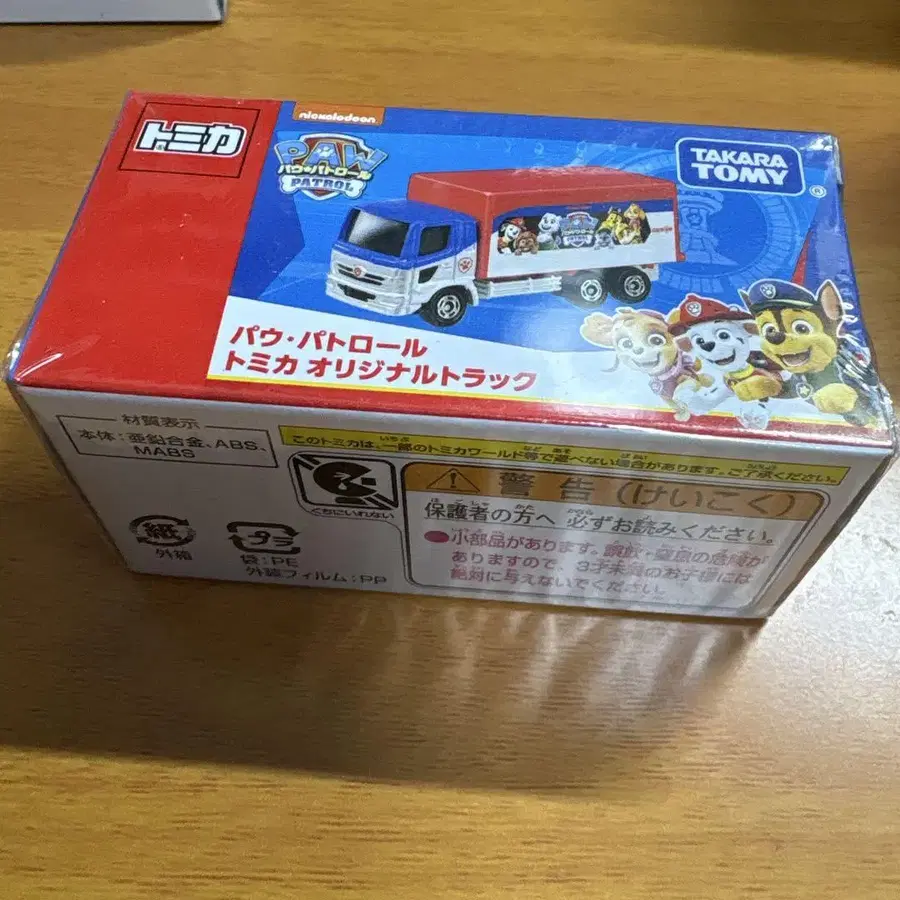 トミカ
nickelodeon
PAW
パウ・パトロール
PATROL
TAKARA
TOMY
®
パウ・パトロール
トミカ オリジナルトラック
材質表示
本体:亜鉛合金、ABS、
MABS
このトミカは、一部のトミカワールド等で遊べない場合があります。ご了承ください。
くちにいれない
警告(けいこく)
保護者の方へ 必ずお読みください。
●小部品があります。誤飲・窒息の危険が
ありますので、3才未満のお子様には
絶対に与えないでください。
紙
外箱
プラ
袋:PE
外装フィルム:PP